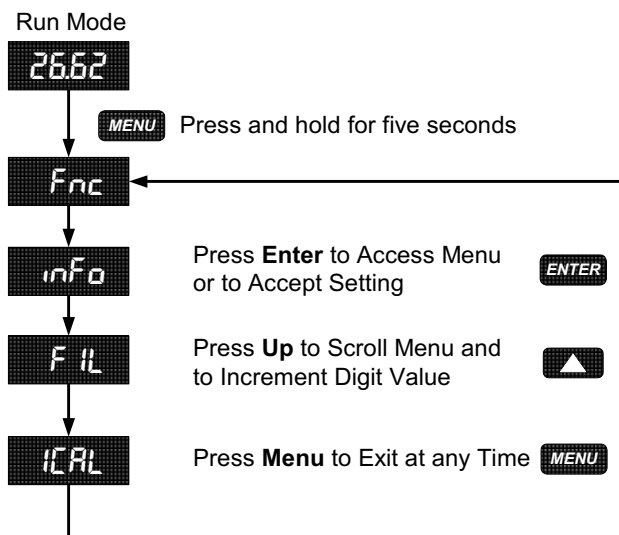 Run Mode
26.62
MENU Press and hold for five seconds
Fnc
inFo
Press Enter to Access Menu
or to Accept Setting
ENTER
FIL
Press Up to Scroll Menu and
to Increment Digit Value
ICAL
Press Menu to Exit at any Time MENU